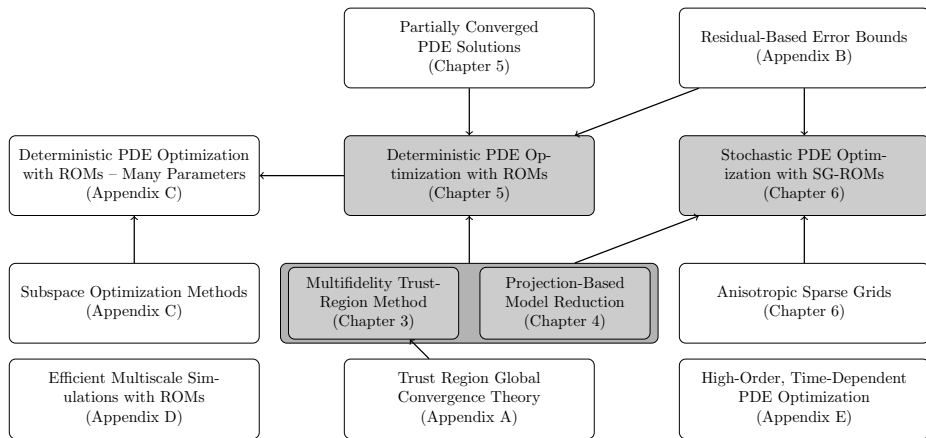 Partially Converged
PDE Solutions
(Chapter 5)
Residual-Based Error Bounds
(Appendix B)
Deterministic PDE Optimization
with ROMs – Many Parameters
(Appendix C)
Deterministic PDE Op-
timization with ROMs
(Chapter 5)
Stochastic PDE Optim-
ization with SG-ROMs
(Chapter 6)
Subspace Optimization Methods
(Appendix C)
Multifidelity Trust-
Region Method
(Chapter 3)
Projection-Based
Model Reduction
(Chapter 4)
Anisotropic Sparse Grids
(Chapter 6)
Efficient Multiscale Sim-
ulations with ROMs
(Appendix D)
Trust Region Global
Convergence Theory
(Appendix A)
High-Order, Time-Dependent
PDE Optimization
(Appendix E)